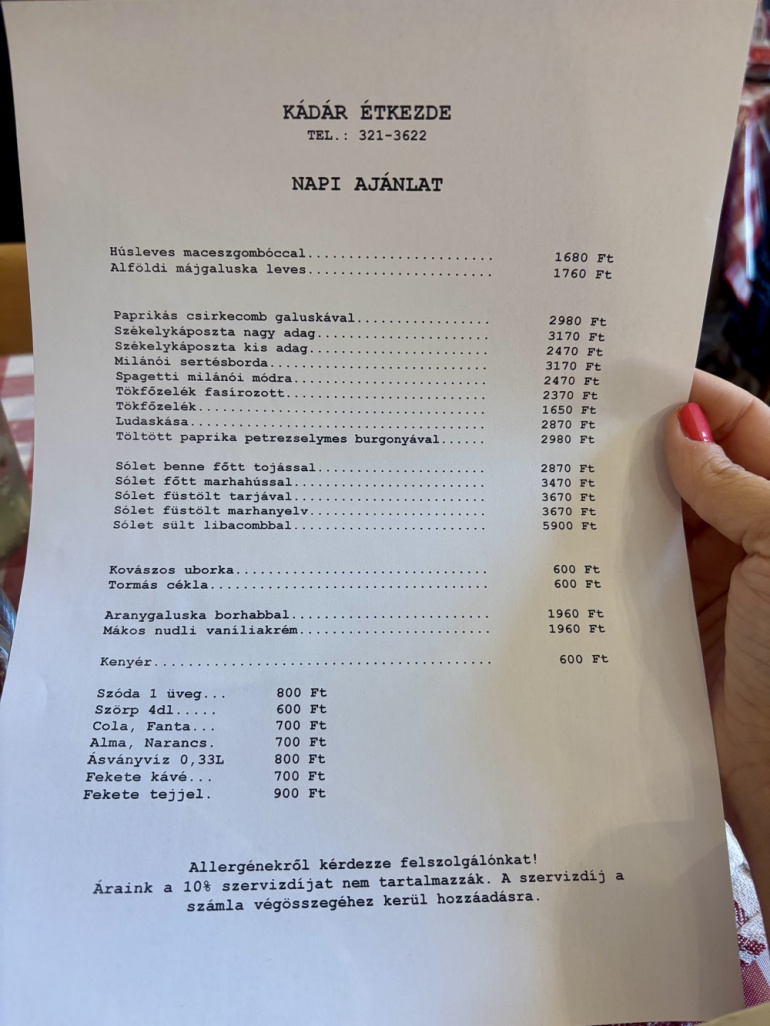 KÁDÁR ÉTKEZDE
TEL.: 321-3622
NAPI AJÁNLAT
Húsleves maceszgombóccal....................... 1680 Ft
Alföldi májgaluska leves....................... 1760 Ft
Paprikás csirkecomb galuskával................. 2980 Ft
Székelykáposzta nagy adag..................... 3170 Ft
Székelykáposzta kis adag...................... 2470 Ft
Milánói sertésborda........................... 3170 Ft
Spagetti milánói módra........................ 2470 Ft
Tökfőzelék fasírozott......................... 2370 Ft
Tökfőzelék.................................... 1650 Ft
Ludaskása..................................... 2870 Ft
Töltött paprika petrezselymes burgonyával...... 2980 Ft
Sólet benne főtt tojással..................... 2870 Ft
Sólet főtt marhahússal........................ 3470 Ft
Sólet füstölt tarjával........................ 3670 Ft
Sólet füstölt marhanyelv...................... 3670 Ft
Sólet sült libacombbal........................ 5900 Ft
Kovászos uborka............................... 600 Ft
Tormás cékla.................................. 600 Ft
Aranygaluska borhabbal........................ 1960 Ft
Mákos nudli vaníliakrém....................... 1960 Ft
Kenyér......................................... 600 Ft
Szóda 1 üveg... 800 Ft
Szörp 4dl..... 600 Ft
Cola, Fanta... 700 Ft
Alma, Narancs. 700 Ft
Ásványvíz 0,33L 800 Ft
Fekete kávé... 700 Ft
Fekete tejjel. 900 Ft
Allergénekről kérdezze felszolgálónkat!
Áraink a 10% szervizdíjat nem tartalmazzák. A szervizdíj a
számla végösszegéhez kerül hozzáadásra.